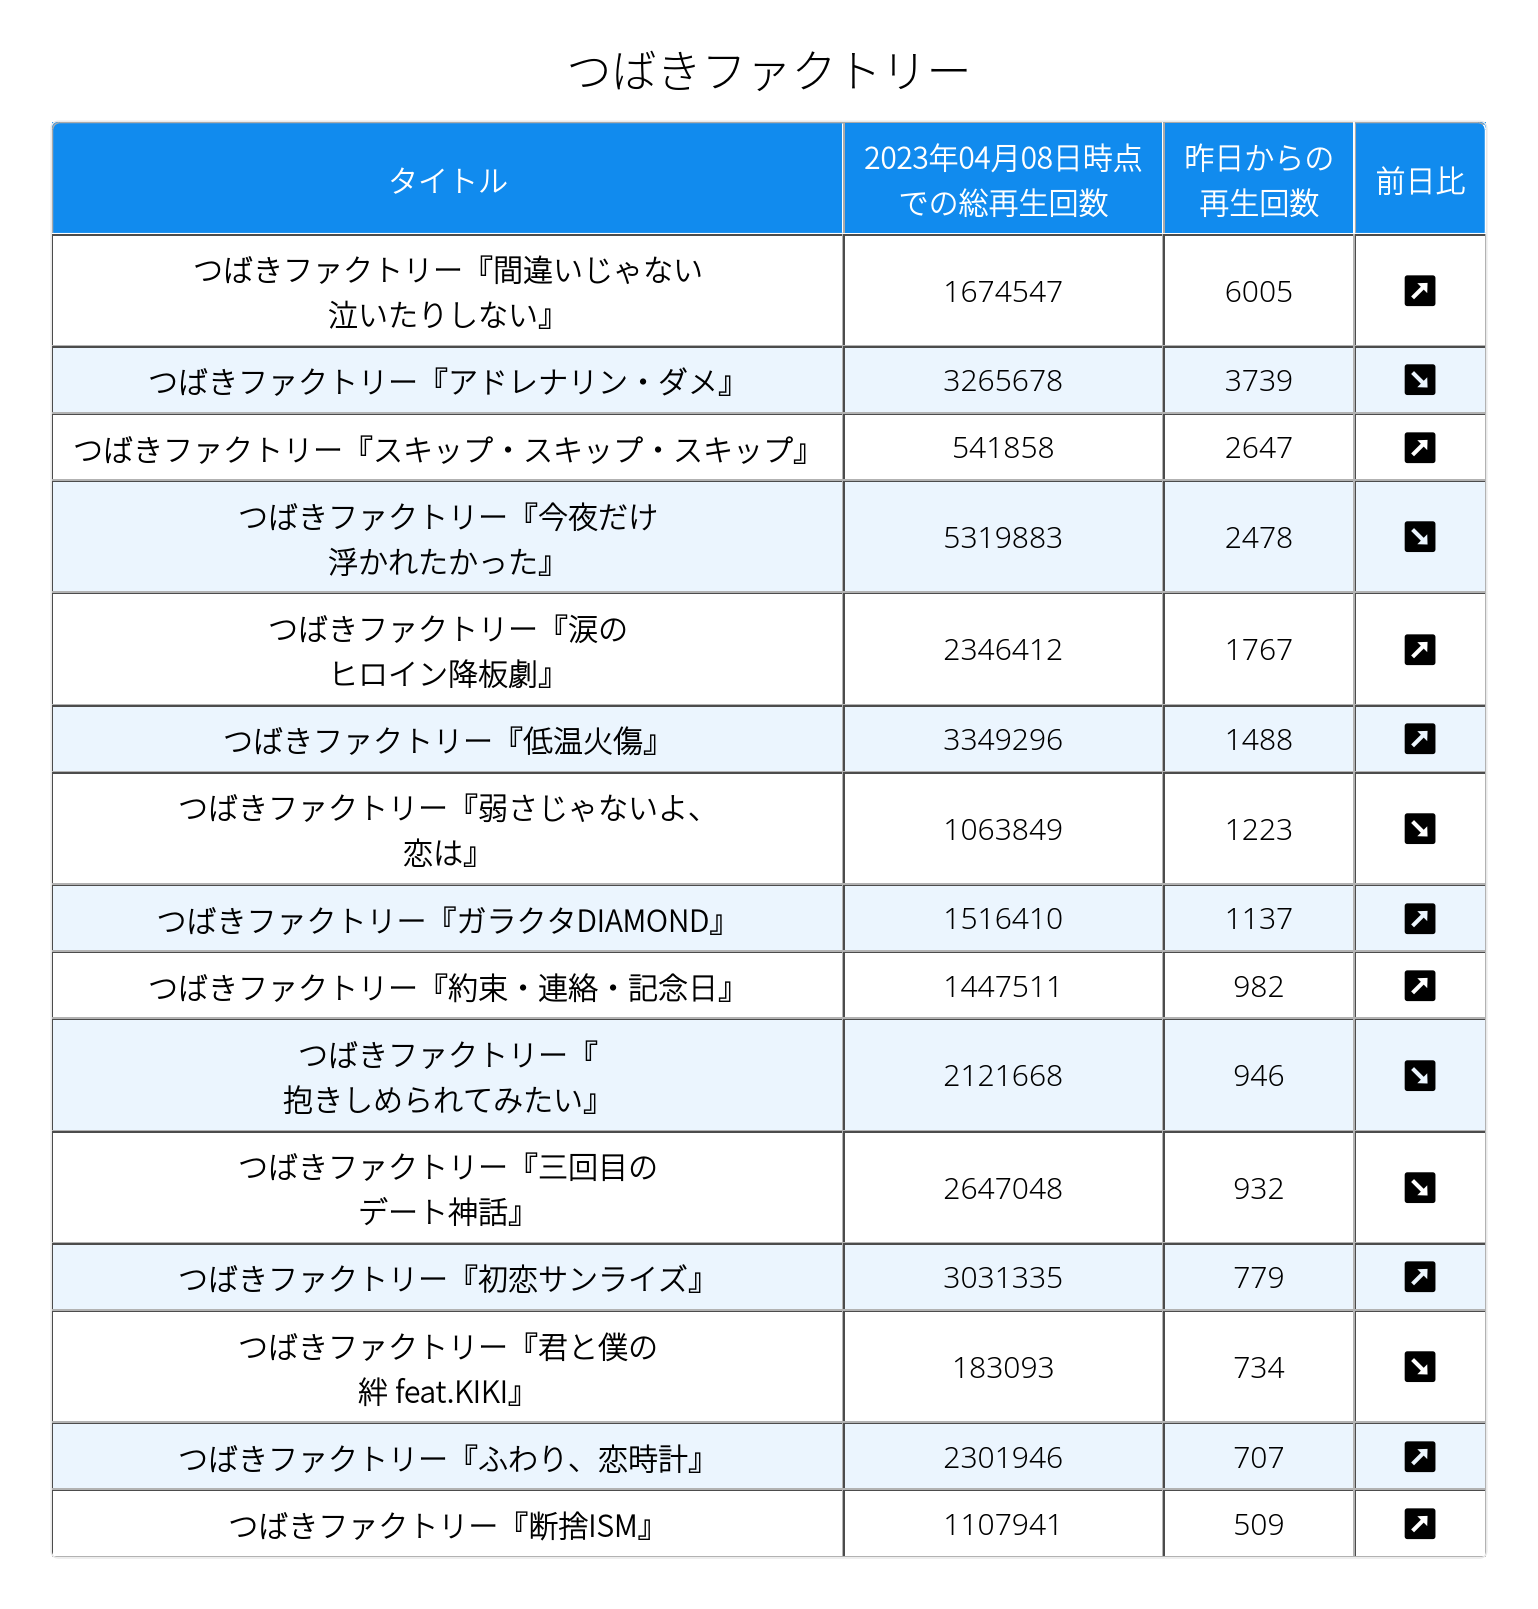 つばきファクトリー
タイトル
2023年04月08日時点
での総再生回数
昨日からの
再生回数
前日比
つばきファクトリー『間違いじゃない
泣いたりしない』
1674547
6005
つばきファクトリー『アドレナリン・ダメ』
3265678
3739
つばきファクトリー『スキップ・スキップ・スキップ』
541858
2647
つばきファクトリー『今夜だけ
浮かれたかった』
5319883
2478
つばきファクトリー『涙の
ヒロイン降板劇』
2346412
1767
つばきファクトリー『低温火傷』
3349296
1488
つばきファクトリー『弱さじゃないよ、
恋は』
1063849
1223
つばきファクトリー『ガラクタDIAMOND』
1516410
1137
つばきファクトリー『約束・連絡・記念日』
1447511
982
つばきファクトリー『
抱きしめられてみたい』
2121668
946
つばきファクトリー『三回目の
デート神話』
2647048
932
つばきファクトリー『初恋サンライズ』
3031335
779
つばきファクトリー『君と僕の
絆 feat.KIKI』
183093
734
つばきファクトリー『ふわり、恋時計』
2301946
707
つばきファクトリー『断捨ISM』
1107941
509